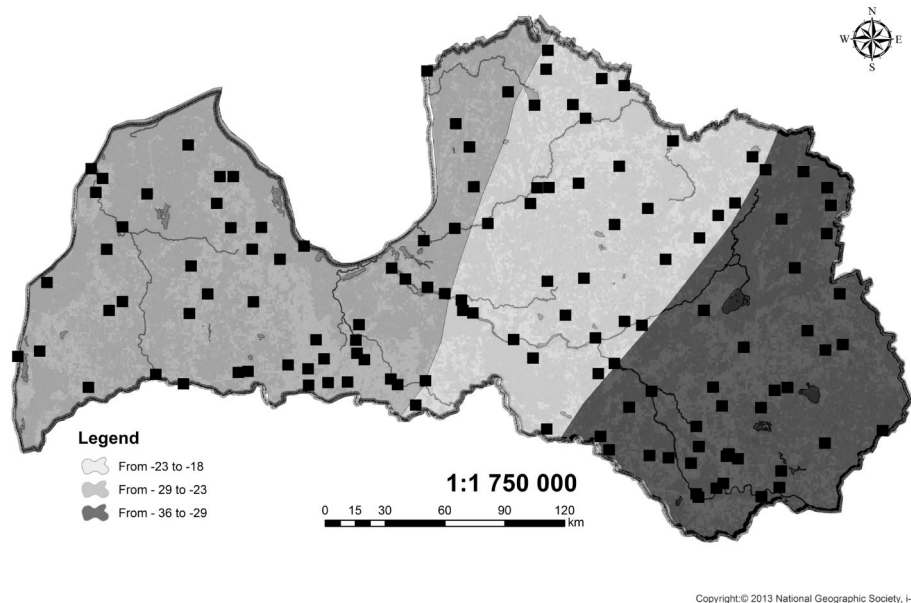 N
W E
S
Legend
From -23 to -18
From - 29 to -23
From - 36 to -29
1:1 750 000
0 15 30 60 90 120
km
Copyright:© 2013 National Geographic Society, i-